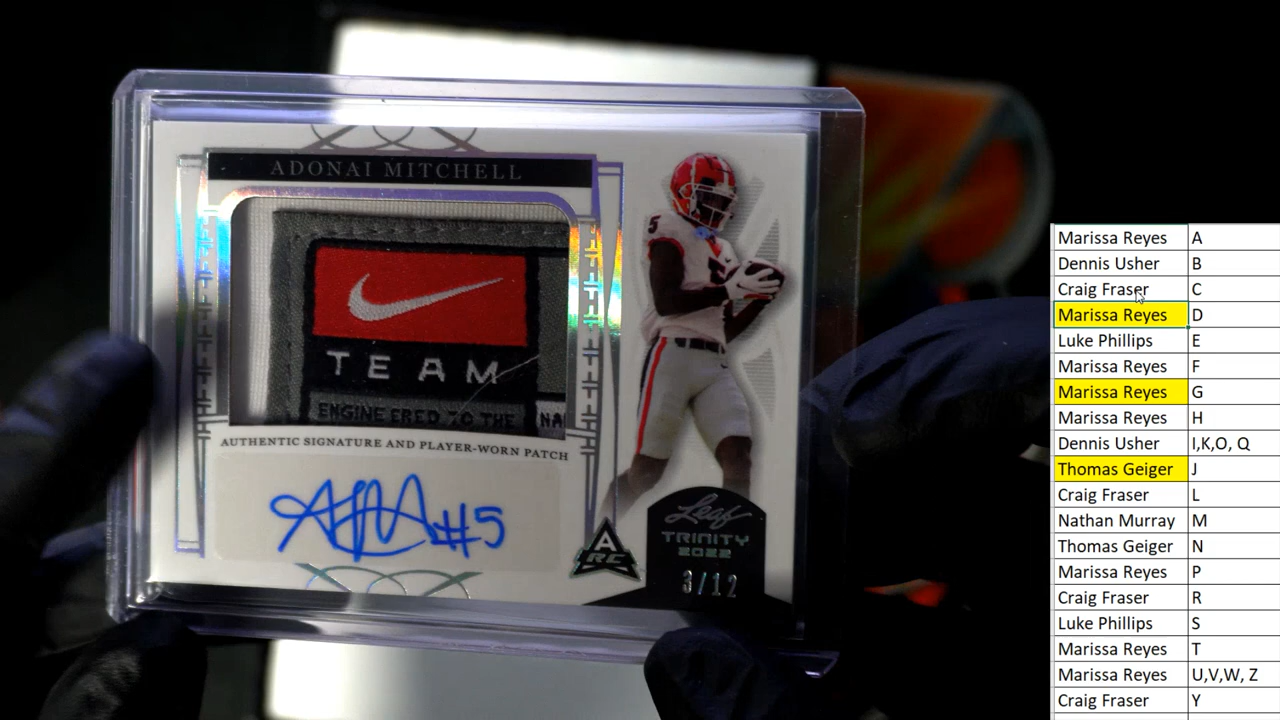 ADONAI MITCHELL
5
TEAM
ENGINEERED TO THE
NA
AUTHENTIC SIGNATURE AND PLAYER-WORN PATCH
#5
Leaf
TRINITY
2022
3/12
A
RC
Marissa Reyes A
Dennis Usher B
Craig Fraser C
Marissa Reyes D
Luke Phillips E
Marissa Reyes F
Marissa Reyes G
Marissa Reyes H
Dennis Usher I,K,O, Q
Thomas Geiger J
Craig Fraser L
Nathan Murray M
Thomas Geiger N
Marissa Reyes P
Craig Fraser R
Luke Phillips S
Marissa Reyes T
Marissa Reyes U,V,W, Z
Craig Fraser Y